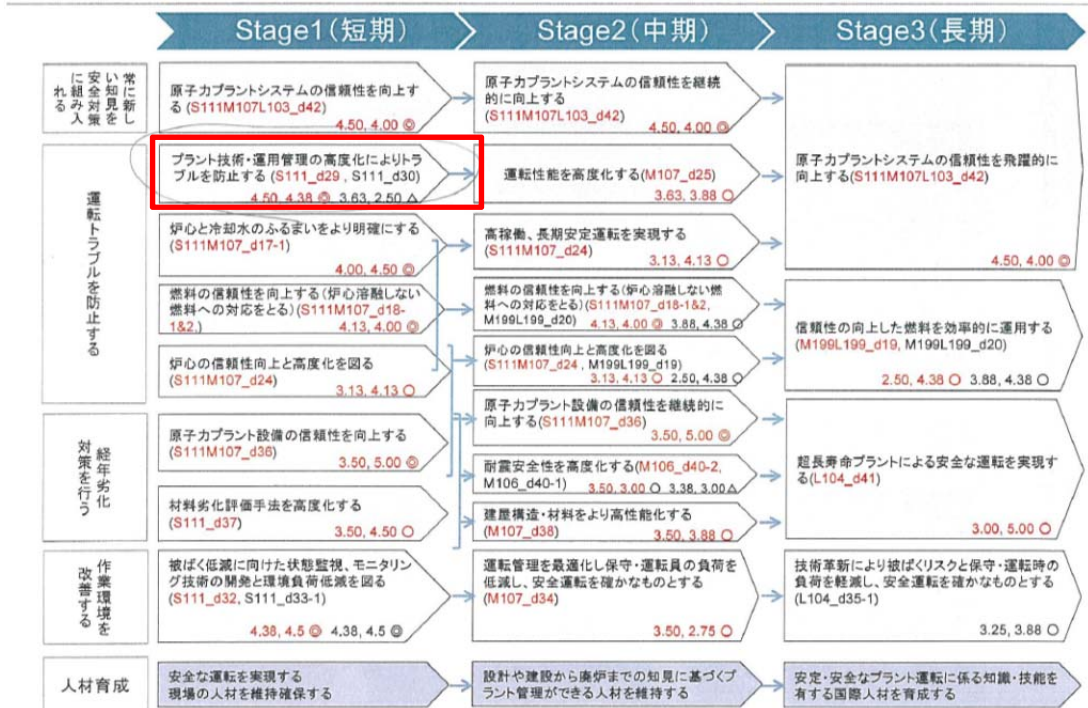 Stage1(短期)
Stage2(中期)
Stage3(長期)
常に新し
い知見を
安全対策
に組み入
れる
原子力プラントシステムの信頼性を向上す
る (S111M107L103_d42)
4.50, 4.00 ◎
原子力プラントシステムの信頼性を継続
的に向上する
(S111M107L103_d42)
4.50, 4.00 ◎
原子力プラントシステムの信頼性を飛躍的に
向上する(S111M107L103_d42)
4.50, 4.00 ◎
運転トラブルを防止する
プラント技術・運用管理の高度化によりトラ
ブルを防止する (S111_d29 , S111_d30)
4.50, 4.38 ◎ 3.63, 2.50 △
運転性能を高度化する(M107_d25)
3.63, 3.88 ○
炉心と冷却水のふるまいをより明確にする
(S111M107_d17-1)
4.00, 4.50 ◎
高稼働、長期安定運転を実現する
(S111M107_d24)
3.13, 4.13 ○
燃料の信頼性を向上する(炉心溶融しない
燃料への対応をとる)(S111M107_d18-
1&2,)
4.13, 4.00 ◎
燃料の信頼性を向上する(炉心溶融しない燃
料への対応をとる)(S111M107_d18-1&2,
M199L199_d20) 4.13, 4.00 ◎ 3.88, 4.38 ○
信頼性の向上した燃料を効率的に運用する
(M199L199_d19, M199L199_d20)
2.50, 4.38 ○ 3.88, 4.38 ○
炉心の信頼性向上と高度化を図る
(S111M107_d24)
3.13, 4.13 ○
炉心の信頼性向上と高度化を図る
(S111M107_d24 , M199L199_d19)
3.13, 4.13 ○ 2.50, 4.38 ○
経年劣化
対策を行う
原子力プラント設備の信頼性を向上する
(S111M107_d36)
3.50, 5.00 ◎
原子力プラント設備の信頼性を継続的に
向上する(S111M107_d36)
3.50, 5.00 ◎
耐震安全性を高度化する(M106_d40-2,
M106_d40-1) 3.50, 3.00 ○ 3.38, 3.00△
超長寿命プラントによる安全な運転を実現す
る(L104_d41)
3.00, 5.00 ○
材料劣化評価手法を高度化する
(S111_d37)
3.50, 4.50 ○
建屋構造・材料をより高性能化する
(M107_d38) 3.50, 3.88 ○
作業環境を
改善する
被ばく低減に向けた状態監視、モニタリン
グ技術の開発と環境負荷低減を図る
(S111_d32, S111_d33-1)
4.38, 4.5 ◎ 4.38, 4.5 ◎
運転管理を最適化し保守・運転員の負荷を
低減し、安全運転を確かなものとする
(M107_d34)
3.50, 2.75 ○
技術革新により被ばくリスクと保守・運転時の
負荷を軽減し、安全運転を確かなものとする
(L104_d35-1)
3.25, 3.88 ○
人材育成
安全な運転を実現する
現場の人材を維持確保する
設計や建設から廃炉までの知見に基づくプ
ラント管理ができる人材を維持する
安定・安全なプラント運転に係る知識・技能を
有する国際人材を育成する